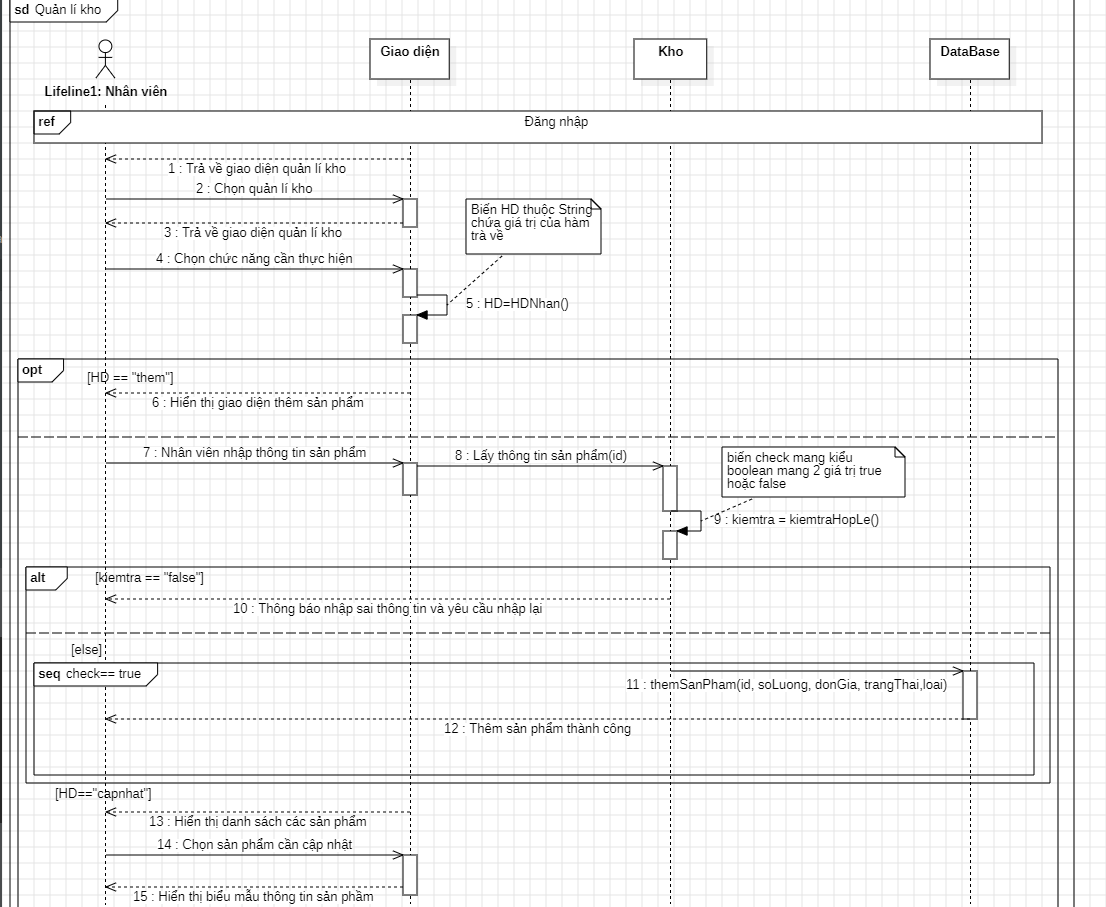 sd Quản lí kho
Giao diện
Kho
DataBase
Lifeline1: Nhân viên
ref
Đăng nhập
1 : Trả về giao diện quản lí kho
2 : Chọn quản lí kho
3 : Trả về giao diện quản lí kho
Biến HD thuộc String
chứa giá trị của hàm
trà về
4 : Chọn chức năng cần thực hiện
5 : HD=HDNhan()
opt
[HD == "them"]
6 : Hiển thị giao diện thêm sản phẩm
7 : Nhân viên nhập thông tin sản phẩm
8 : Lấy thông tin sản phẩm(id)
biến check mang kiểu
boolean mang 2 giá trị true
hoặc false
9 : kiemtra = kiemtraHopLe()
alt
[kiemtra == "false"]
10 : Thông báo nhập sai thông tin và yêu cầu nhập lại
[else]
seq check== true
11 : themSanPham(id, soLuong, donGia, trangThai,loai)
12 : Thêm sản phẩm thành công
[HD=="capnhat"]
13 : Hiển thị danh sách các sản phẩm
14 : Chọn sản phẩm cần cập nhật
15 : Hiển thị biểu mẫu thông tin sản phẩm